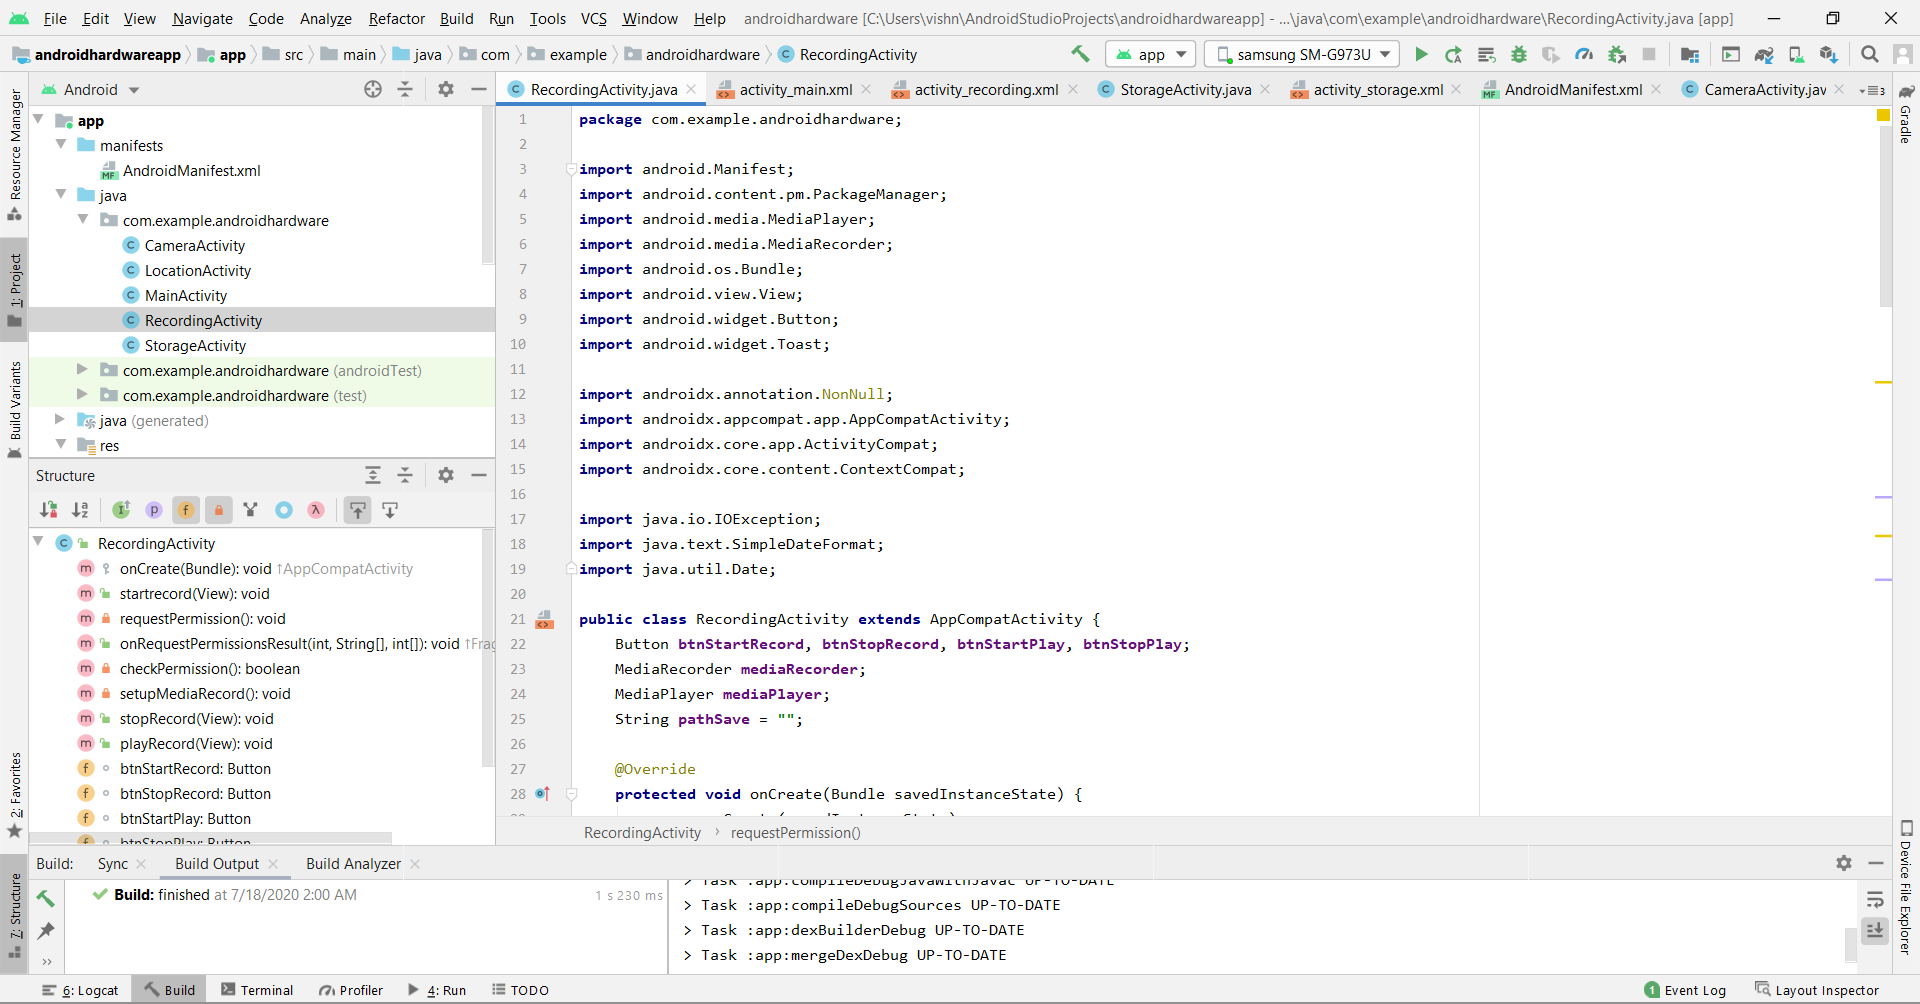 File Edit View Navigate Code Analyze Refactor Build Run Tools VCS Window Help androidhardware [C:\Users\vishn\AndroidStudioProjects\androidhardwareapp] - ...\java\com\example\androidhardware\RecordingActivity.java [app]
androidhardwareapp app src main java com example androidhardware RecordingActivity app samsung SM-G973U
Android RecordingActivity.java activity_main.xml activity_recording.xml StorageActivity.java activity_storage.xml AndroidManifest.xml CameraActivity.jav 3
Resource Manager
1: Project
Build Variants
2: Favorites
7: Structure
app
manifests
AndroidManifest.xml
java
com.example.androidhardware
CameraActivity
LocationActivity
MainActivity
RecordingActivity
StorageActivity
com.example.androidhardware (androidTest)
com.example.androidhardware (test)
java (generated)
res
Structure
RecordingActivity
onCreate(Bundle): void ↑AppCompatActivity
startrecord(View): void
requestPermission(): void
onRequestPermissionsResult(int, String[], int[]): void ↑Frag
checkPermission(): boolean
setupMediaRecord(): void
stopRecord(View): void
playRecord(View): void
btnStartRecord: Button
btnStopRecord: Button
btnStartPlay: Button
btnStopPlay: Button
1 package com.example.androidhardware;
2
3 import android.Manifest;
4 import android.content.pm.PackageManager;
5 import android.media.MediaPlayer;
6 import android.media.MediaRecorder;
7 import android.os.Bundle;
8 import android.view.View;
9 import android.widget.Button;
10 import android.widget.Toast;
11
12 import androidx.annotation.NonNull;
13 import androidx.appcompat.app.AppCompatActivity;
14 import androidx.core.app.ActivityCompat;
15 import androidx.core.content.ContextCompat;
16
17 import java.io.IOException;
18 import java.text.SimpleDateFormat;
19 import java.util.Date;
20
21 public class RecordingActivity extends AppCompatActivity {
22 Button btnStartRecord, btnStopRecord, btnStartPlay, btnStopPlay;
23 MediaRecorder mediaRecorder;
24 MediaPlayer mediaPlayer;
25 String pathSave = "";
26
27 @Override
28 protected void onCreate(Bundle savedInstanceState) {
RecordingActivity › requestPermission()
Gradle
Device File Explorer
Build: Sync Build Output Build Analyzer
Build: finished at 7/18/2020 2:00 AM 1 s 230 ms
> Task :app:compileDebugJavaWithJavac UP-TO-DATE
> Task :app:compileDebugSources UP-TO-DATE
> Task :app:dexBuilderDebug UP-TO-DATE
> Task :app:mergeDexDebug UP-TO-DATE
6: Logcat Build Terminal Profiler 4: Run TODO 1 Event Log Layout Inspector